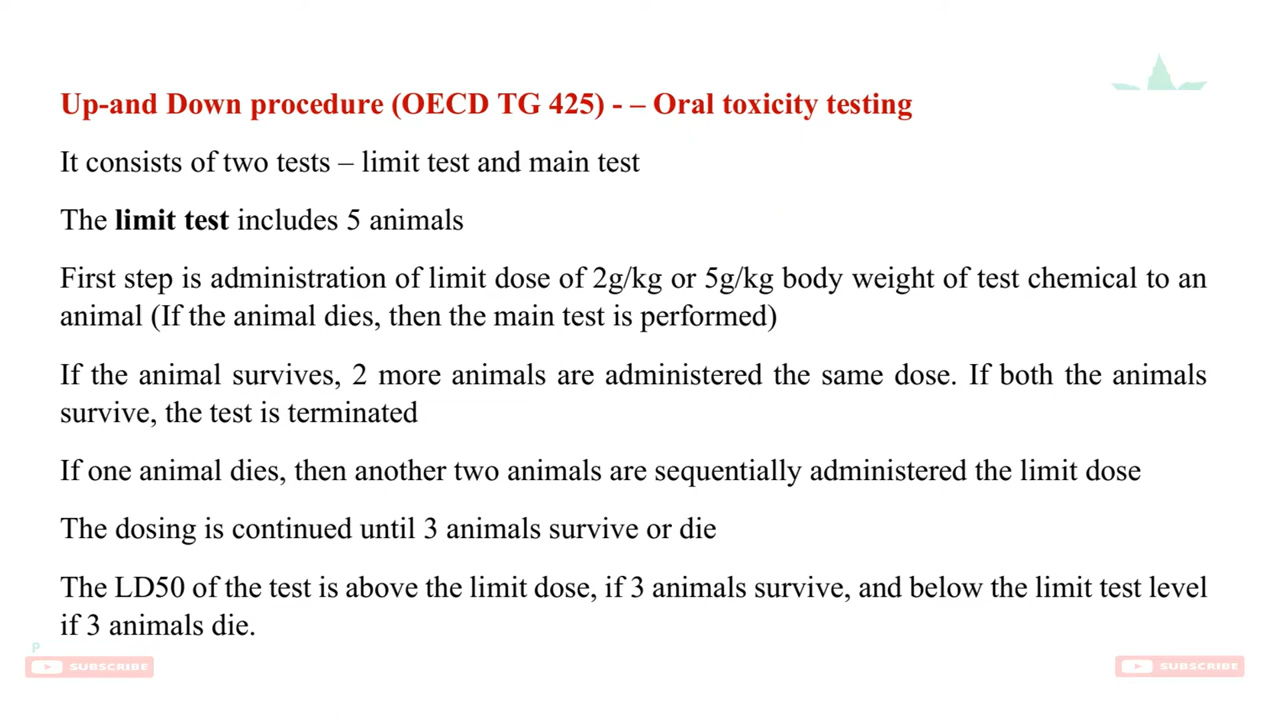 Up-and Down procedure (OECD TG 425) - – Oral toxicity testing
It consists of two tests – limit test and main test
The limit test includes 5 animals
First step is administration of limit dose of 2g/kg or 5g/kg body weight of test chemical to an
animal (If the animal dies, then the main test is performed)
If the animal survives, 2 more animals are administered the same dose. If both the animals
survive, the test is terminated
If one animal dies, then another two animals are sequentially administered the limit dose
The dosing is continued until 3 animals survive or die
The LD50 of the test is above the limit dose, if 3 animals survive, and below the limit test level
if 3 animals die.
P
SUBSCRIBE
SUBSCRIBE